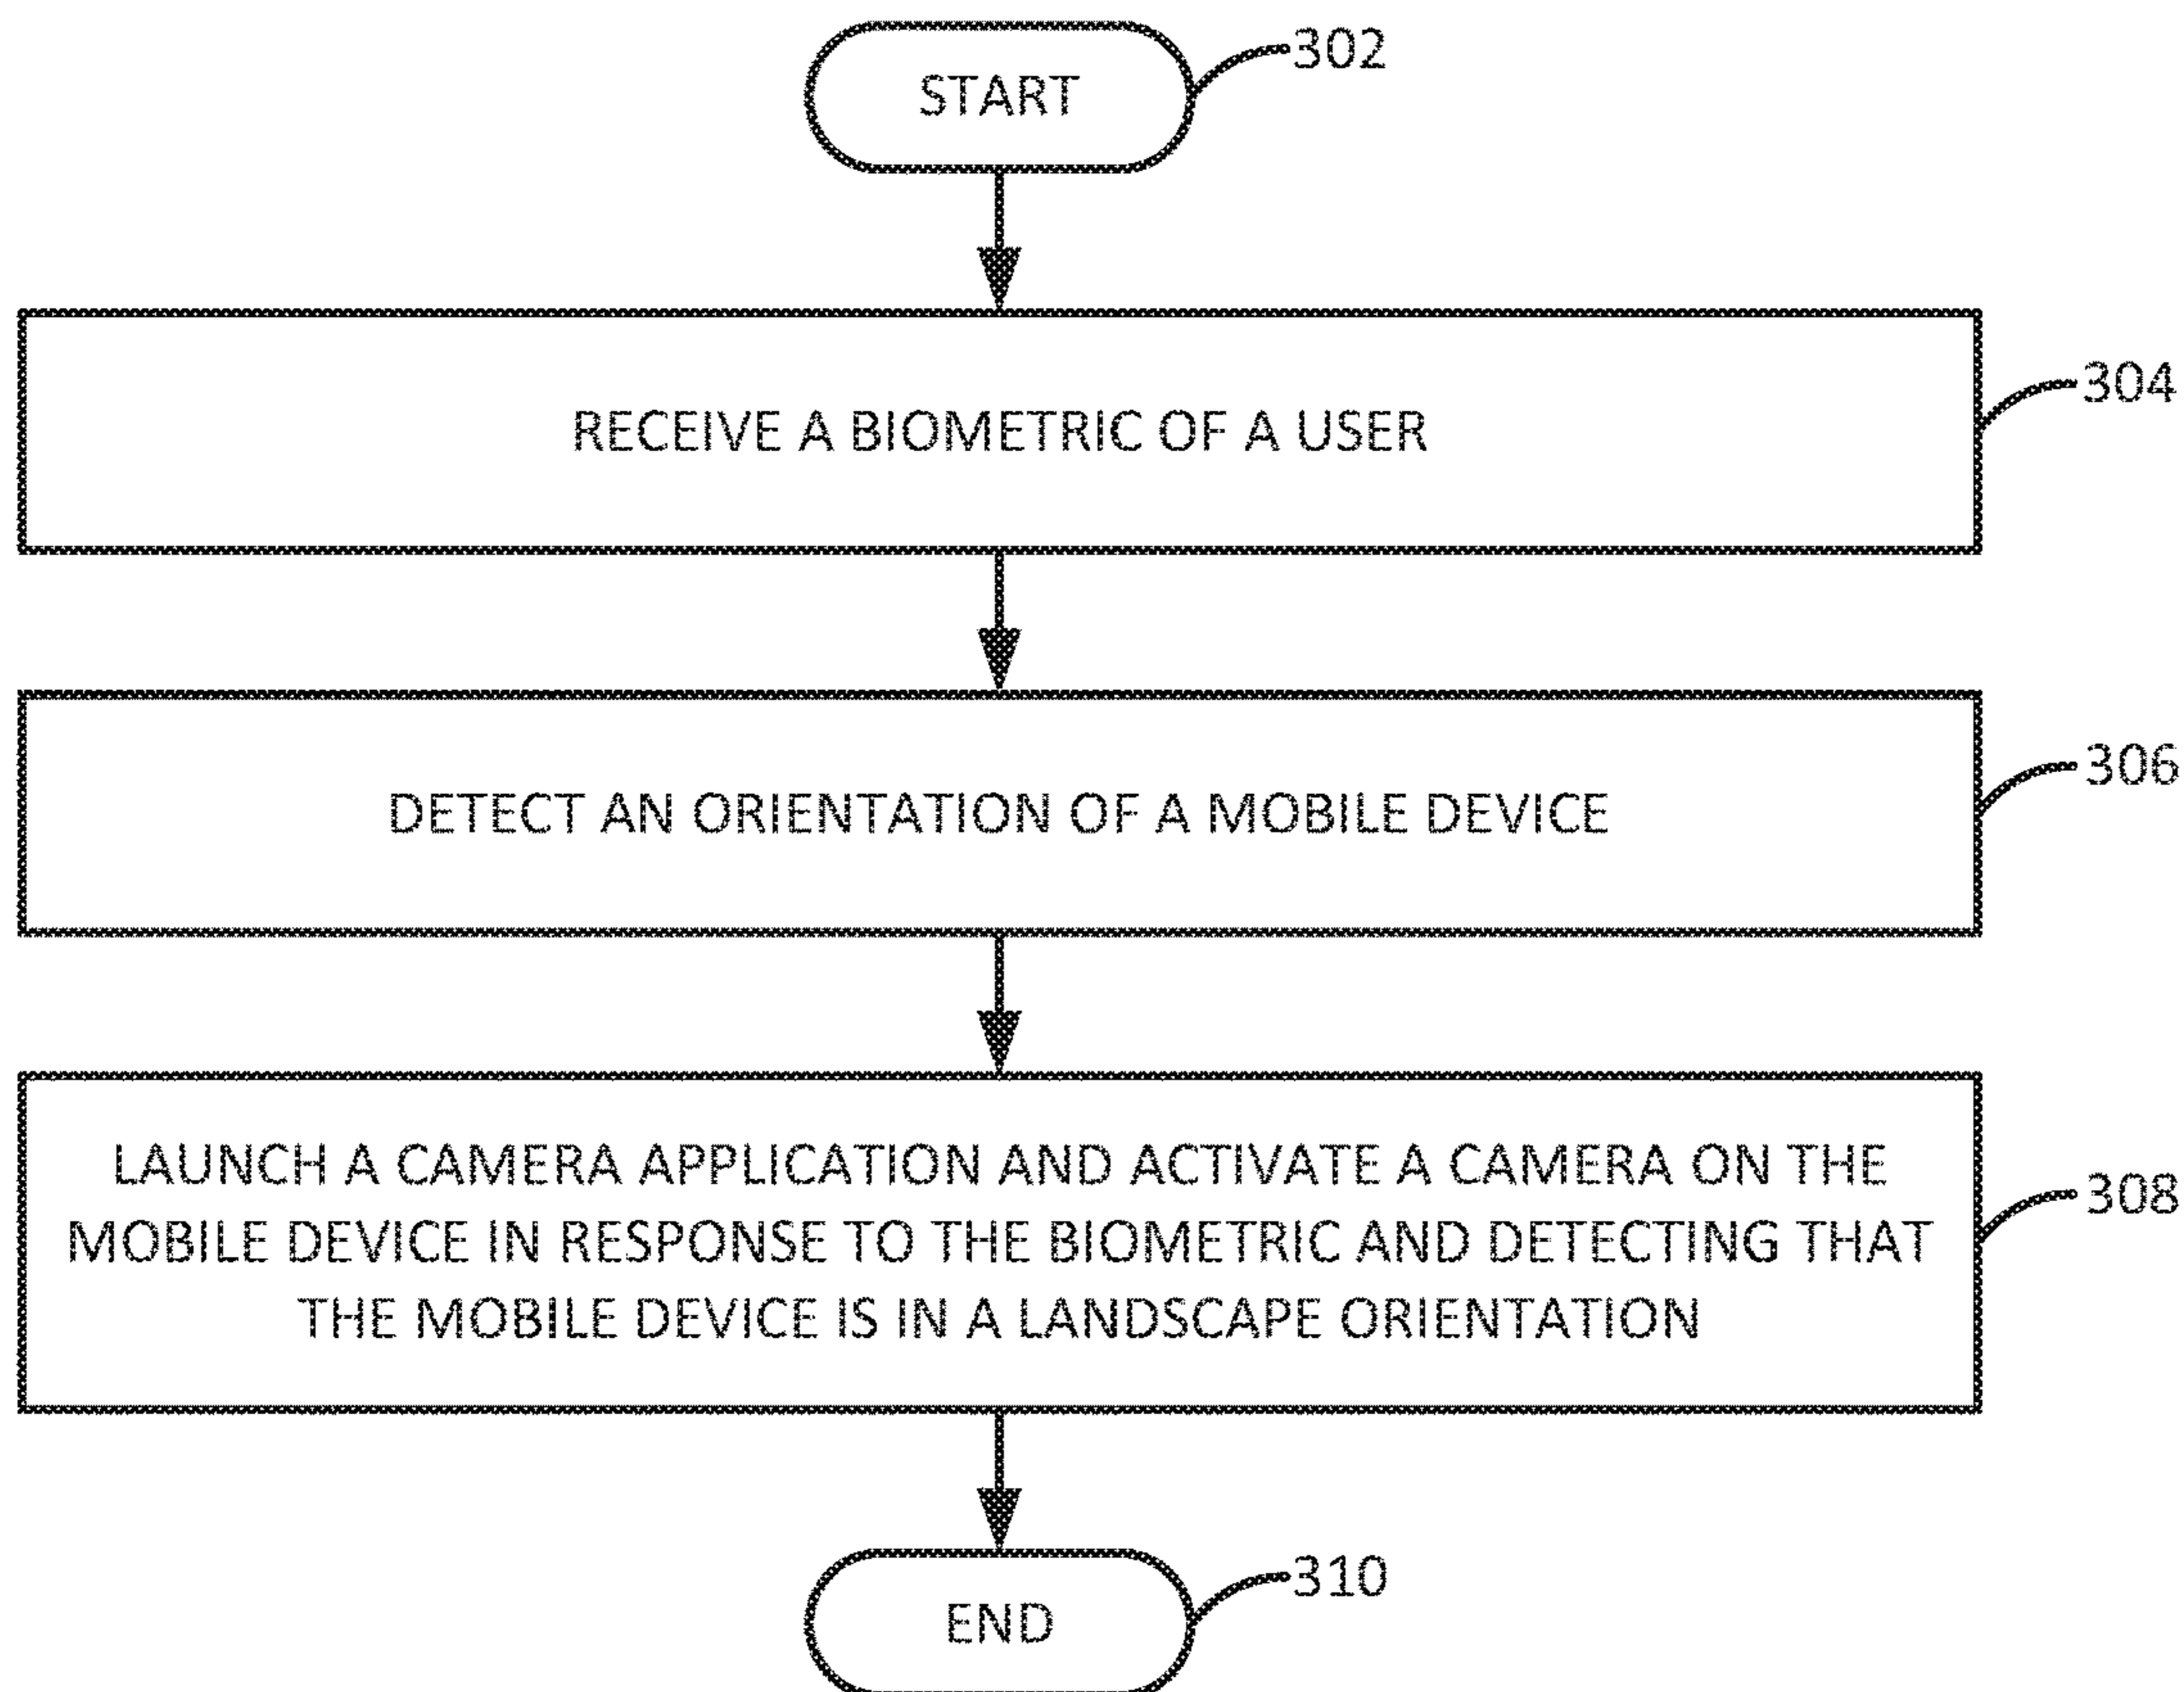 START
302
RECEIVE A BIOMETRIC OF A USER
304
DETECT AN ORIENTATION OF A MOBILE DEVICE
306
LAUNCH A CAMERA APPLICATION AND ACTIVATE A CAMERA ON THE
MOBILE DEVICE IN RESPONSE TO THE BIOMETRIC AND DETECTING THAT
THE MOBILE DEVICE IS IN A LANDSCAPE ORIENTATION
308
END
310